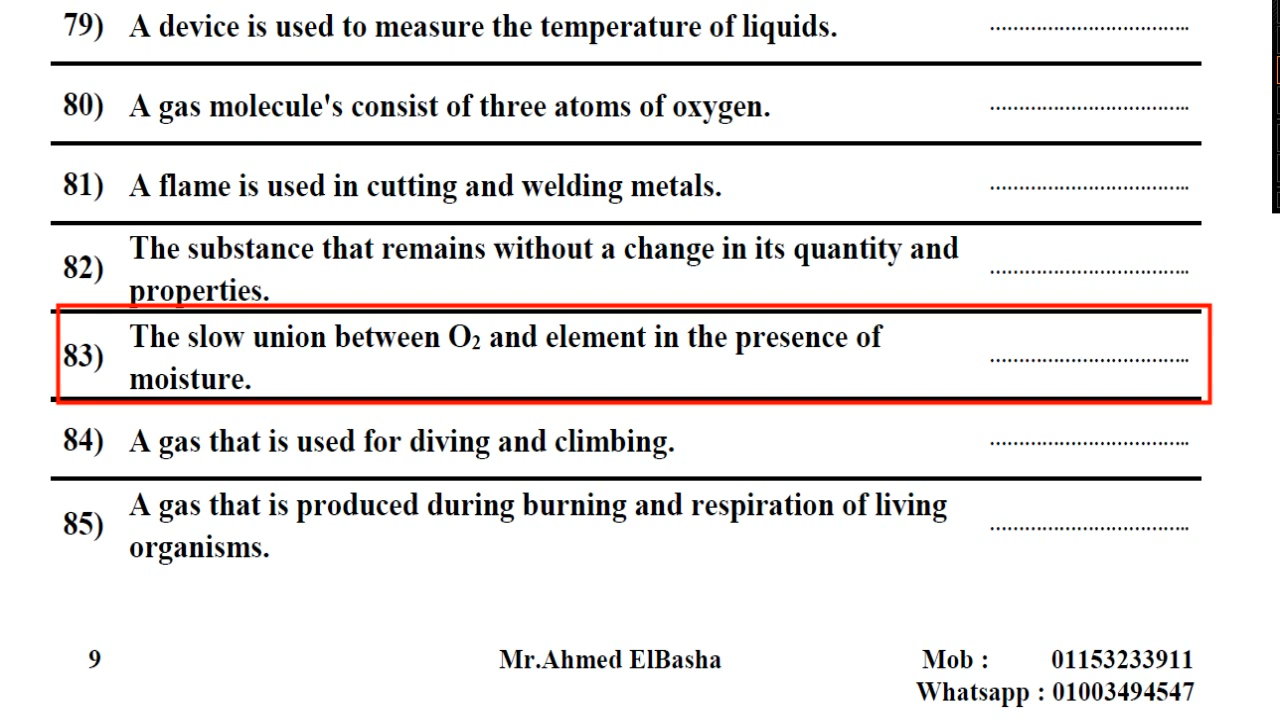 79) A device is used to measure the temperature of liquids. ....................................
80) A gas molecule's consist of three atoms of oxygen. ....................................
81) A flame is used in cutting and welding metals. ....................................
82) The substance that remains without a change in its quantity and
properties. ....................................
83) The slow union between O₂ and element in the presence of
moisture. ....................................
84) A gas that is used for diving and climbing. ....................................
85) A gas that is produced during burning and respiration of living
organisms. ....................................
9 Mr.Ahmed ElBasha Mob : 01153233911
Whatsapp : 01003494547